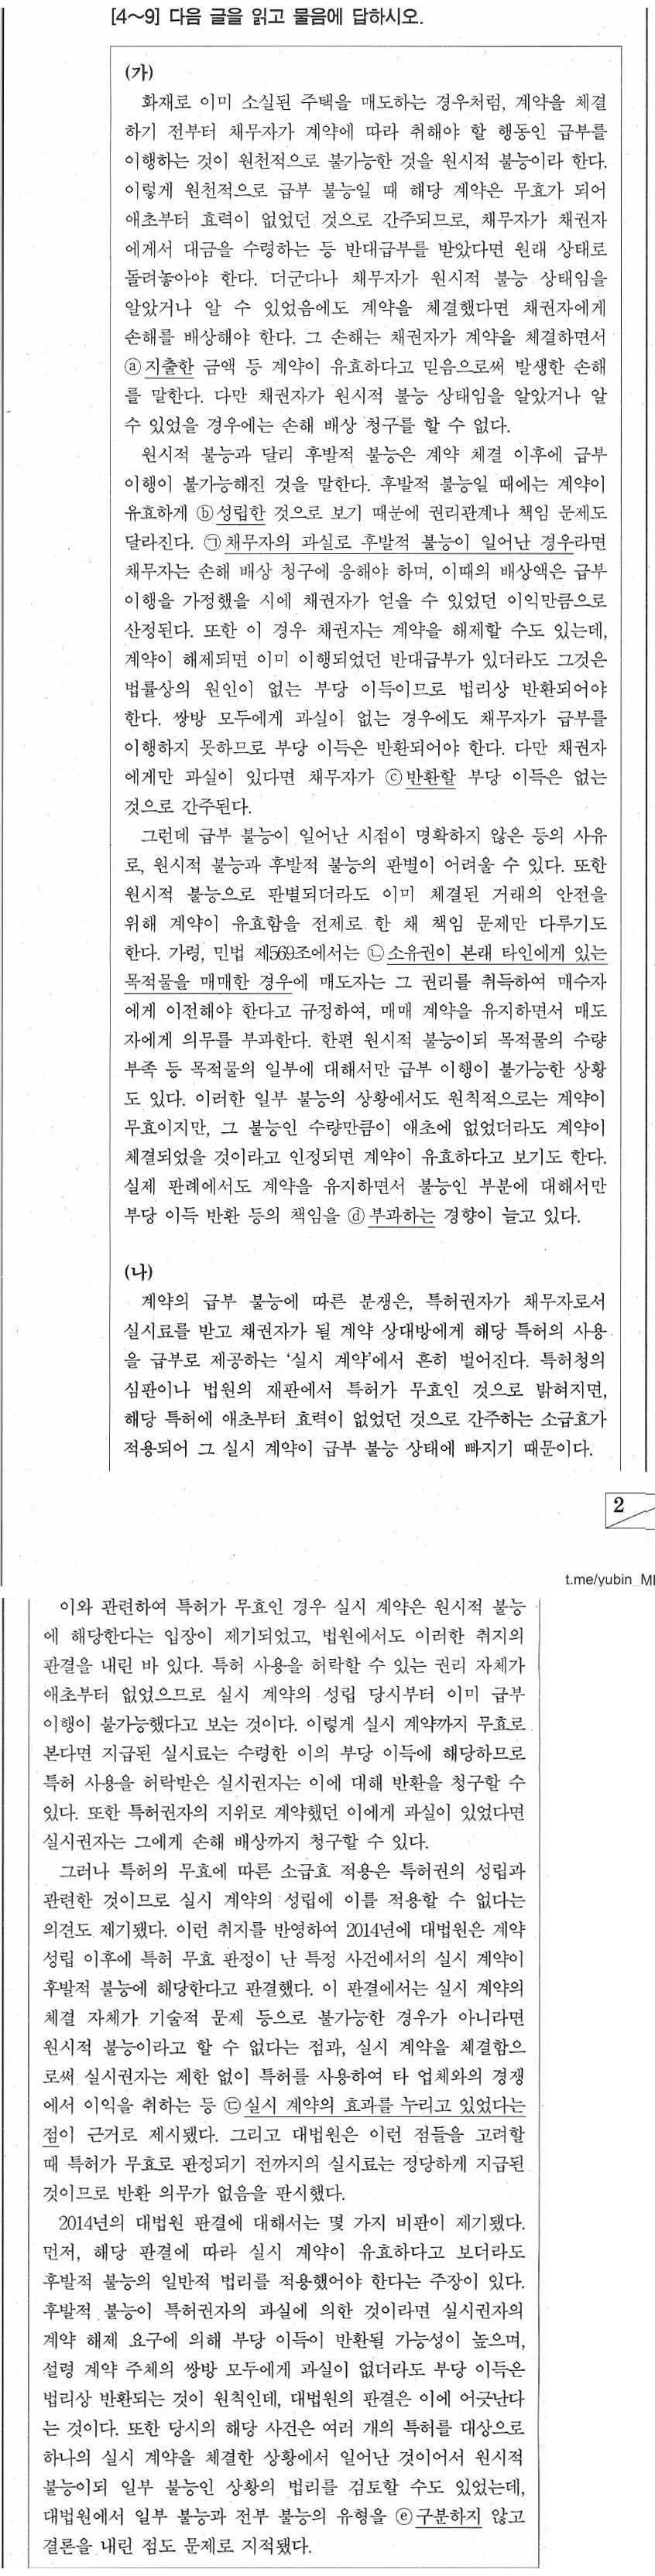 [4～9] 다음 글을 읽고 물음에 답하시오.
(가)
화재로 이미 소실된 주택을 매도하는 경우처럼, 계약을 체결
하기 전부터 채무자가 계약에 따라 취해야 할 행동인 급부를
이행하는 것이 원천적으로 불가능한 것을 원시적 불능이라 한다.
이렇게 원천적으로 급부 불능일 때 해당 계약은 무효가 되어
애초부터 효력이 없었던 것으로 간주되므로, 채무자가 채권자
에게서 대금을 수령하는 등 반대급부를 받았다면 원래 상태로
돌려놓아야 한다. 더군다나 채무자가 원시적 불능 상태임을
알았거나 알 수 있었음에도 계약을 체결했다면 채권자에게
손해를 배상해야 한다. 그 손해는 채권자가 계약을 체결하면서
ⓐ지출한 금액 등 계약이 유효하다고 믿음으로써 발생한 손해
를 말한다. 다만 채권자가 원시적 불능 상태임을 알았거나 알
수 있었을 경우에는 손해 배상 청구를 할 수 없다.
원시적 불능과 달리 후발적 불능은 계약 체결 이후에 급부
이행이 불가능해진 것을 말한다. 후발적 불능일 때에는 계약이
유효하게 ⓑ성립한 것으로 보기 때문에 권리관계나 책임 문제도
달라진다. ㉠채무자의 과실로 후발적 불능이 일어난 경우라면
채무자는 손해 배상 청구에 응해야 하며, 이때의 배상액은 급부
이행을 가정했을 시에 채권자가 얻을 수 있었던 이익만큼으로
산정된다. 또한 이 경우 채권자는 계약을 해제할 수도 있는데,
계약이 해제되면 이미 이행되었던 반대급부가 있더라도 그것은
법률상의 원인이 없는 부당 이득이므로 법리상 반환되어야
한다. 쌍방 모두에게 과실이 없는 경우에도 채무자가 급부를
이행하지 못하므로 부당 이득은 반환되어야 한다. 다만 채권자
에게만 과실이 있다면 채무자가 ⓒ반환할 부당 이득은 없는
것으로 간주된다.
그런데 급부 불능이 일어난 시점이 명확하지 않은 등의 사유
로, 원시적 불능과 후발적 불능의 판별이 어려울 수 있다. 또한
원시적 불능으로 판별되더라도 이미 체결된 거래의 안전을
위해 계약이 유효함을 전제로 한 채 책임 문제만 다루기도
한다. 가령, 민법 제569조에서는 ㉡소유권이 본래 타인에게 있는
목적물을 매매한 경우에 매도자는 그 권리를 취득하여 매수자
에게 이전해야 한다고 규정하여, 매매 계약을 유지하면서 매도
자에게 의무를 부과한다. 한편 원시적 불능이되 목적물의 수량
부족 등 목적물의 일부에 대해서만 급부 이행이 불가능한 상황
도 있다. 이러한 일부 불능의 상황에서도 원칙적으로는 계약이
무효이지만, 그 불능인 수량만큼이 애초에 없었더라도 계약이
체결되었을 것이라고 인정되면 계약이 유효하다고 보기도 한다.
실제 판례에서도 계약을 유지하면서 불능인 부분에 대해서만
부당 이득 반환 등의 책임을 ⓓ부과하는 경향이 늘고 있다.
(나)
계약의 급부 불능에 따른 분쟁은, 특허권자가 채무자로서
실시료를 받고 채권자가 될 계약 상대방에게 해당 특허의 사용
을 급부로 제공하는 ‘실시 계약’에서 흔히 벌어진다. 특허청의
심판이나 법원의 재판에서 특허가 무효인 것으로 밝혀지면,
해당 특허에 애초부터 효력이 없었던 것으로 간주하는 소급효가
적용되어 그 실시 계약이 급부 불능 상태에 빠지기 때문이다.
2
t.me/yubin_MI
이와 관련하여 특허가 무효인 경우 실시 계약은 원시적 불능
에 해당한다는 입장이 제기되었고, 법원에서도 이러한 취지의
판결을 내린 바 있다. 특허 사용을 허락할 수 있는 권리 자체가
애초부터 없었으므로 실시 계약의 성립 당시부터 이미 급부
이행이 불가능했다고 보는 것이다. 이렇게 실시 계약까지 무효로
본다면 지급된 실시료는 수령한 이의 부당 이득에 해당하므로
특허 사용을 허락받은 실시권자는 이에 대해 반환을 청구할 수
있다. 또한 특허권자의 지위로 계약했던 이에게 과실이 있었다면
실시권자는 그에게 손해 배상까지 청구할 수 있다.
그러나 특허의 무효에 따른 소급효 적용은 특허권의 성립과
관련한 것이므로 실시 계약의 성립에 이를 적용할 수 없다는
의견도 제기됐다. 이런 취지를 반영하여 2014년에 대법원은 계약
성립 이후에 특허 무효 판정이 난 특정 사건에서의 실시 계약이
후발적 불능에 해당한다고 판결했다. 이 판결에서는 실시 계약의
체결 자체가 기술적 문제 등으로 불가능한 경우가 아니라면
원시적 불능이라고 할 수 없다는 점과, 실시 계약을 체결함으
로써 실시권자는 제한 없이 특허를 사용하여 타 업체와의 경쟁
에서 이익을 취하는 등 ㉢실시 계약의 효과를 누리고 있었다는
점이 근거로 제시됐다. 그리고 대법원은 이런 점들을 고려할
때 특허가 무효로 판정되기 전까지의 실시료는 정당하게 지급된
것이므로 반환 의무가 없음을 판시했다.
2014년의 대법원 판결에 대해서는 몇 가지 비판이 제기됐다.
먼저, 해당 판결에 따라 실시 계약이 유효하다고 보더라도
후발적 불능의 일반적 법리를 적용했어야 한다는 주장이 있다.
후발적 불능이 특허권자의 과실에 의한 것이라면 실시권자의
계약 해제 요구에 의해 부당 이득이 반환될 가능성이 높으며,
설령 계약 주체의 쌍방 모두에게 과실이 없더라도 부당 이득은
법리상 반환되는 것이 원칙인데, 대법원의 판결은 이에 어긋난다
는 것이다. 또한 당시의 해당 사건은 여러 개의 특허를 대상으로
하나의 실시 계약을 체결한 상황에서 일어난 것이어서 원시적
불능이되 일부 불능인 상황의 법리를 검토할 수도 있었는데,
대법원에서 일부 불능과 전부 불능의 유형을 ⓔ구분하지 않고
결론을 내린 점도 문제로 지적됐다.